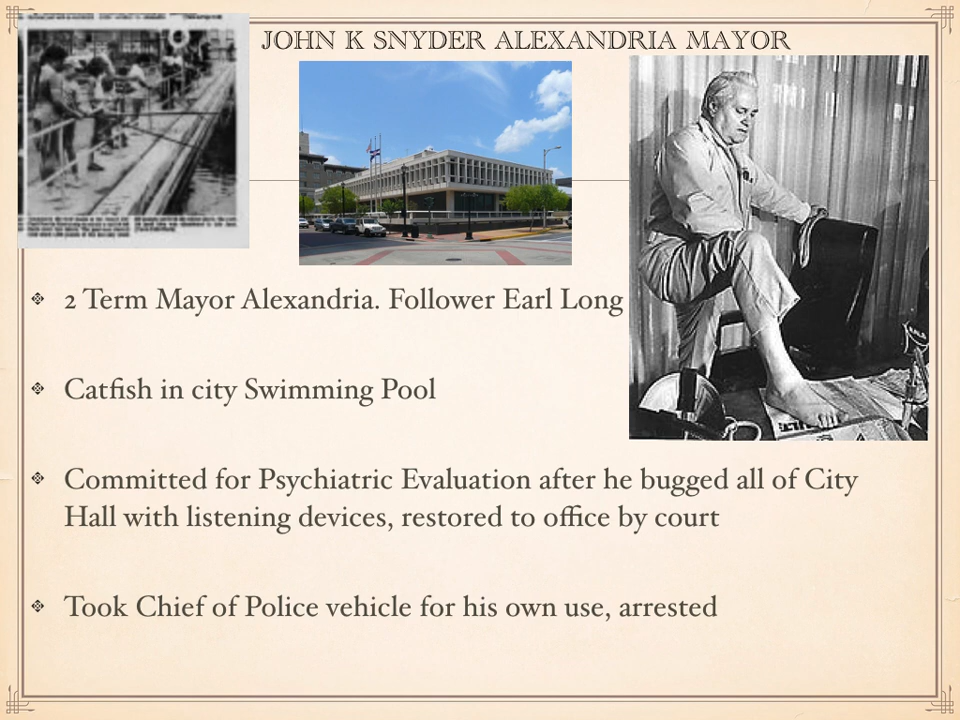 JOHN K SNYDER ALEXANDRIA MAYOR
2 Term Mayor Alexandria. Follower Earl Long
Catfish in city Swimming Pool
Committed for Psychiatric Evaluation after he bugged all of City
Hall with listening devices, restored to office by court
Took Chief of Police vehicle for his own use, arrested